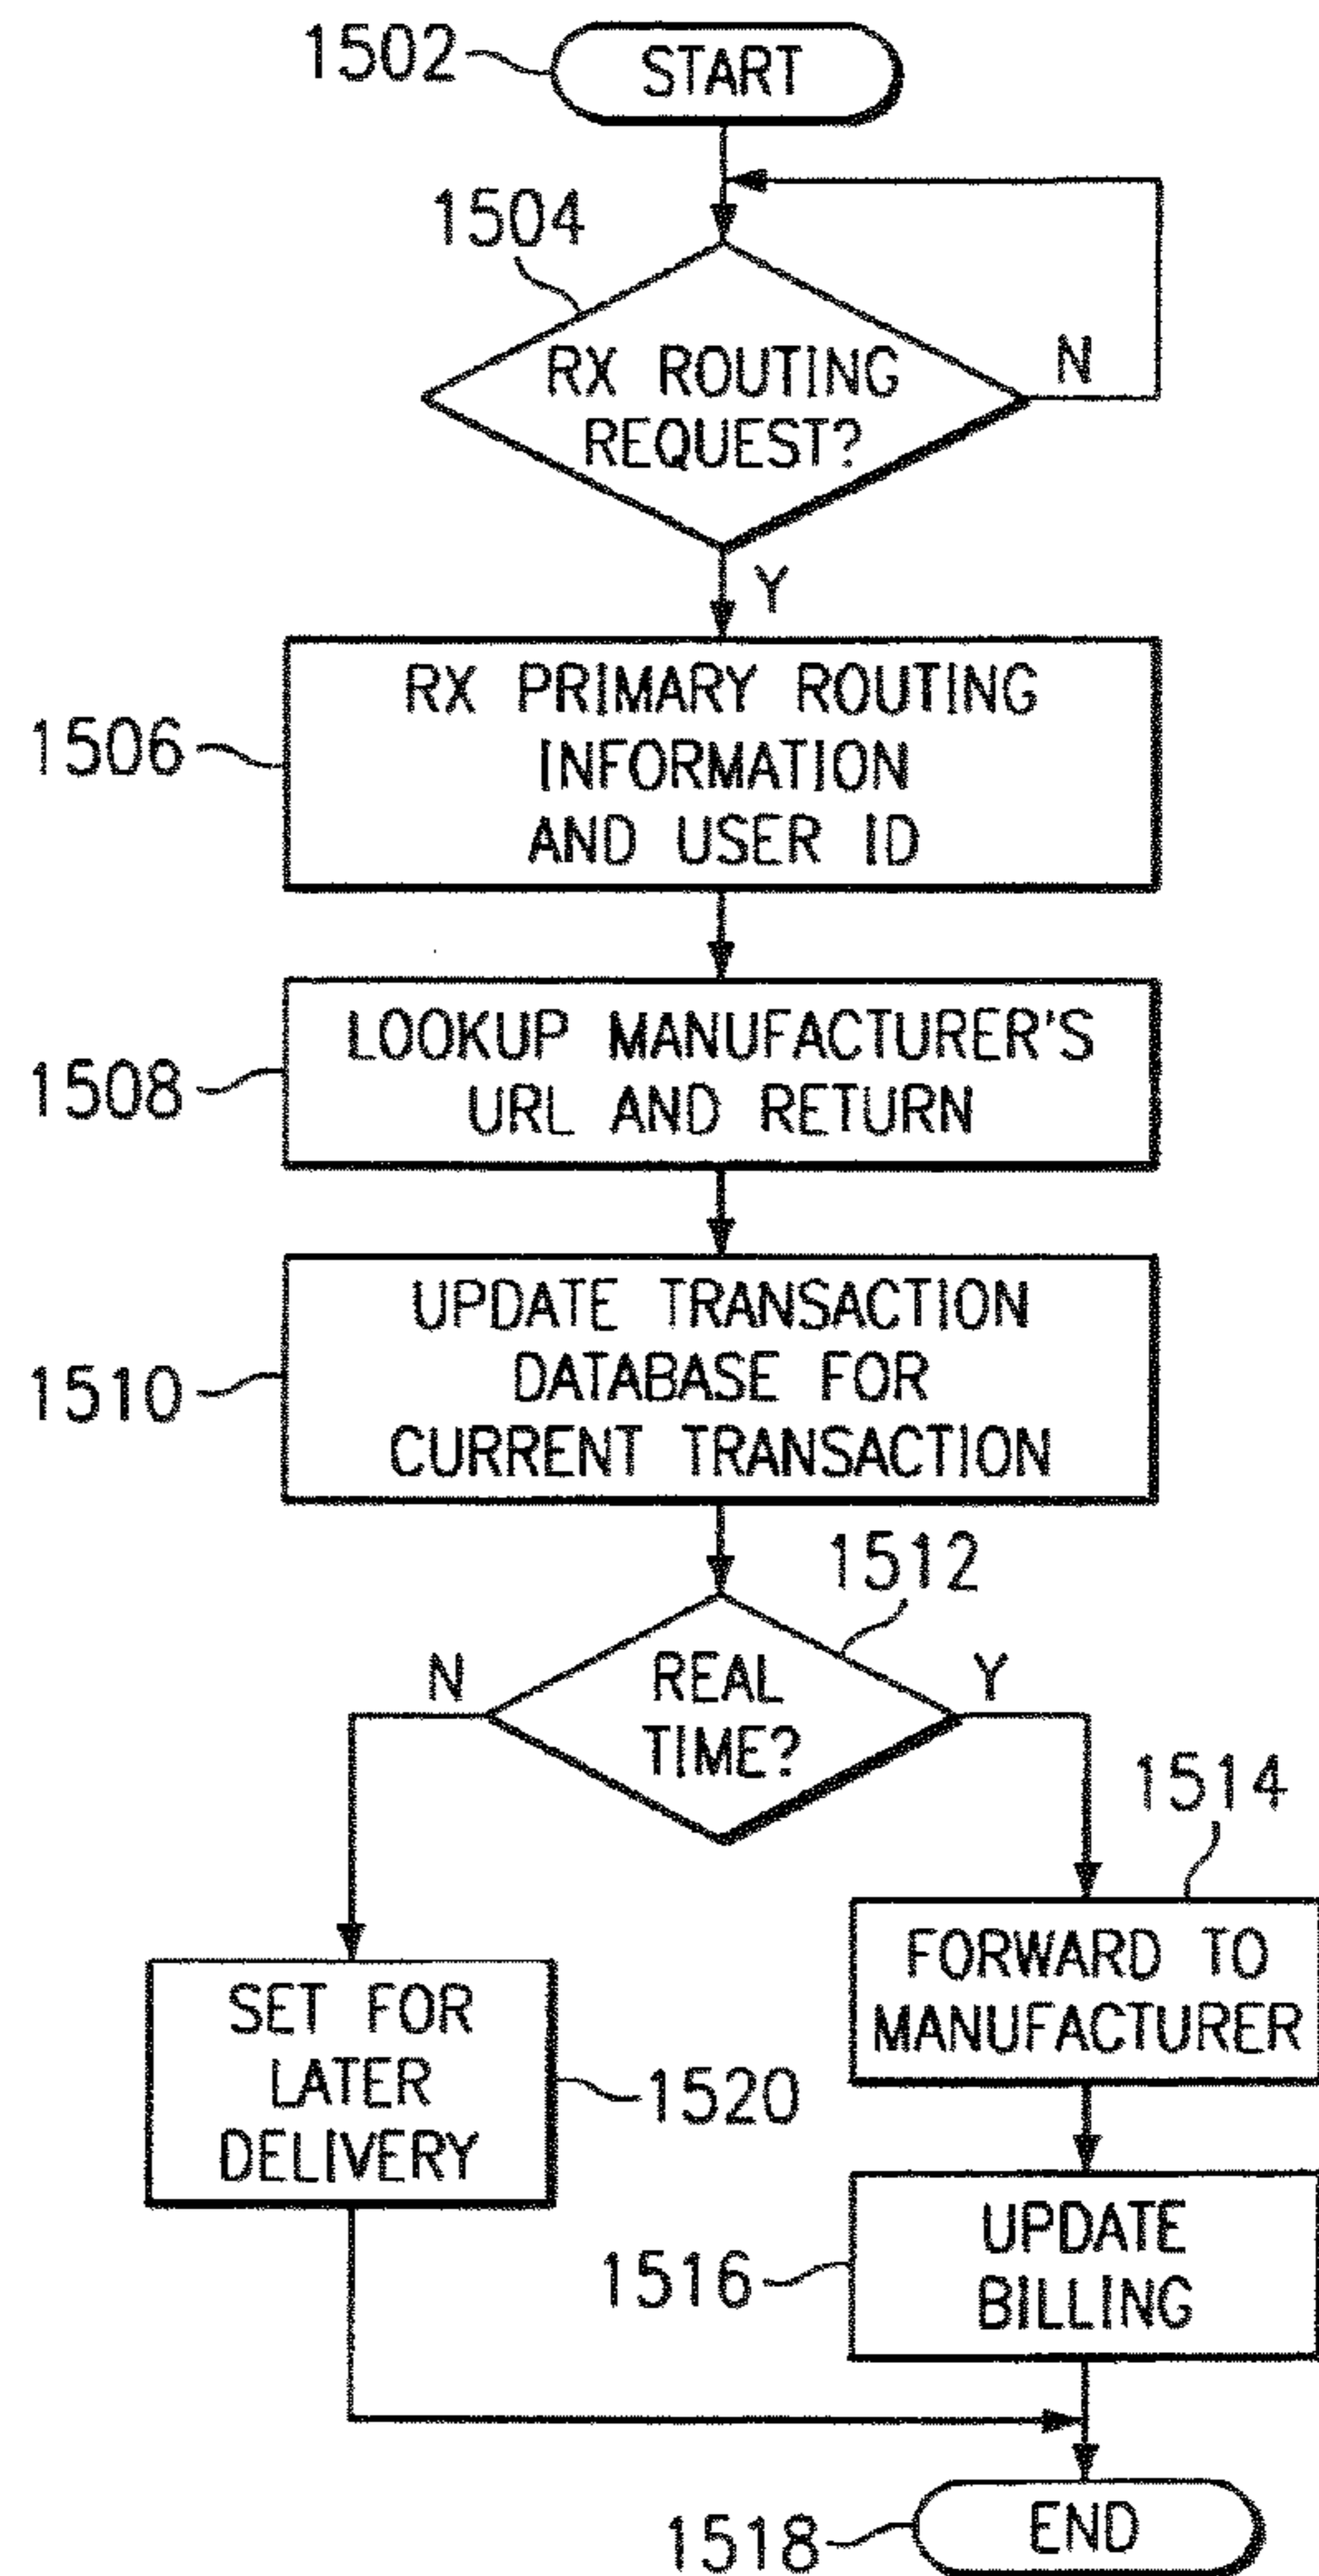 1502
START
1504
RX ROUTING
REQUEST?
N
Y
1506
RX PRIMARY ROUTING
INFORMATION
AND USER ID
1508
LOOKUP MANUFACTURER'S
URL AND RETURN
1510
UPDATE TRANSACTION
DATABASE FOR
CURRENT TRANSACTION
1512
N
REAL
TIME?
Y
1514
FORWARD TO
MANUFACTURER
SET FOR
LATER
DELIVERY
1520
1516
UPDATE
BILLING
1518
END